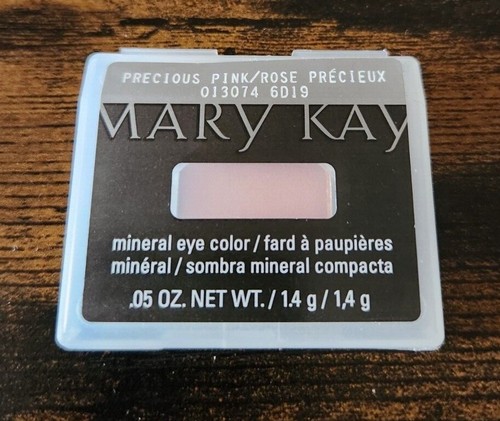 PRECIOUS PINK/ROSE PRÉCIEUX
013074 6D19
MARY KAY
mineral eye color / fard à paupières
minéral / sombra mineral compacta
.05 OZ. NET WT. / 1.4 g / 1,4 g